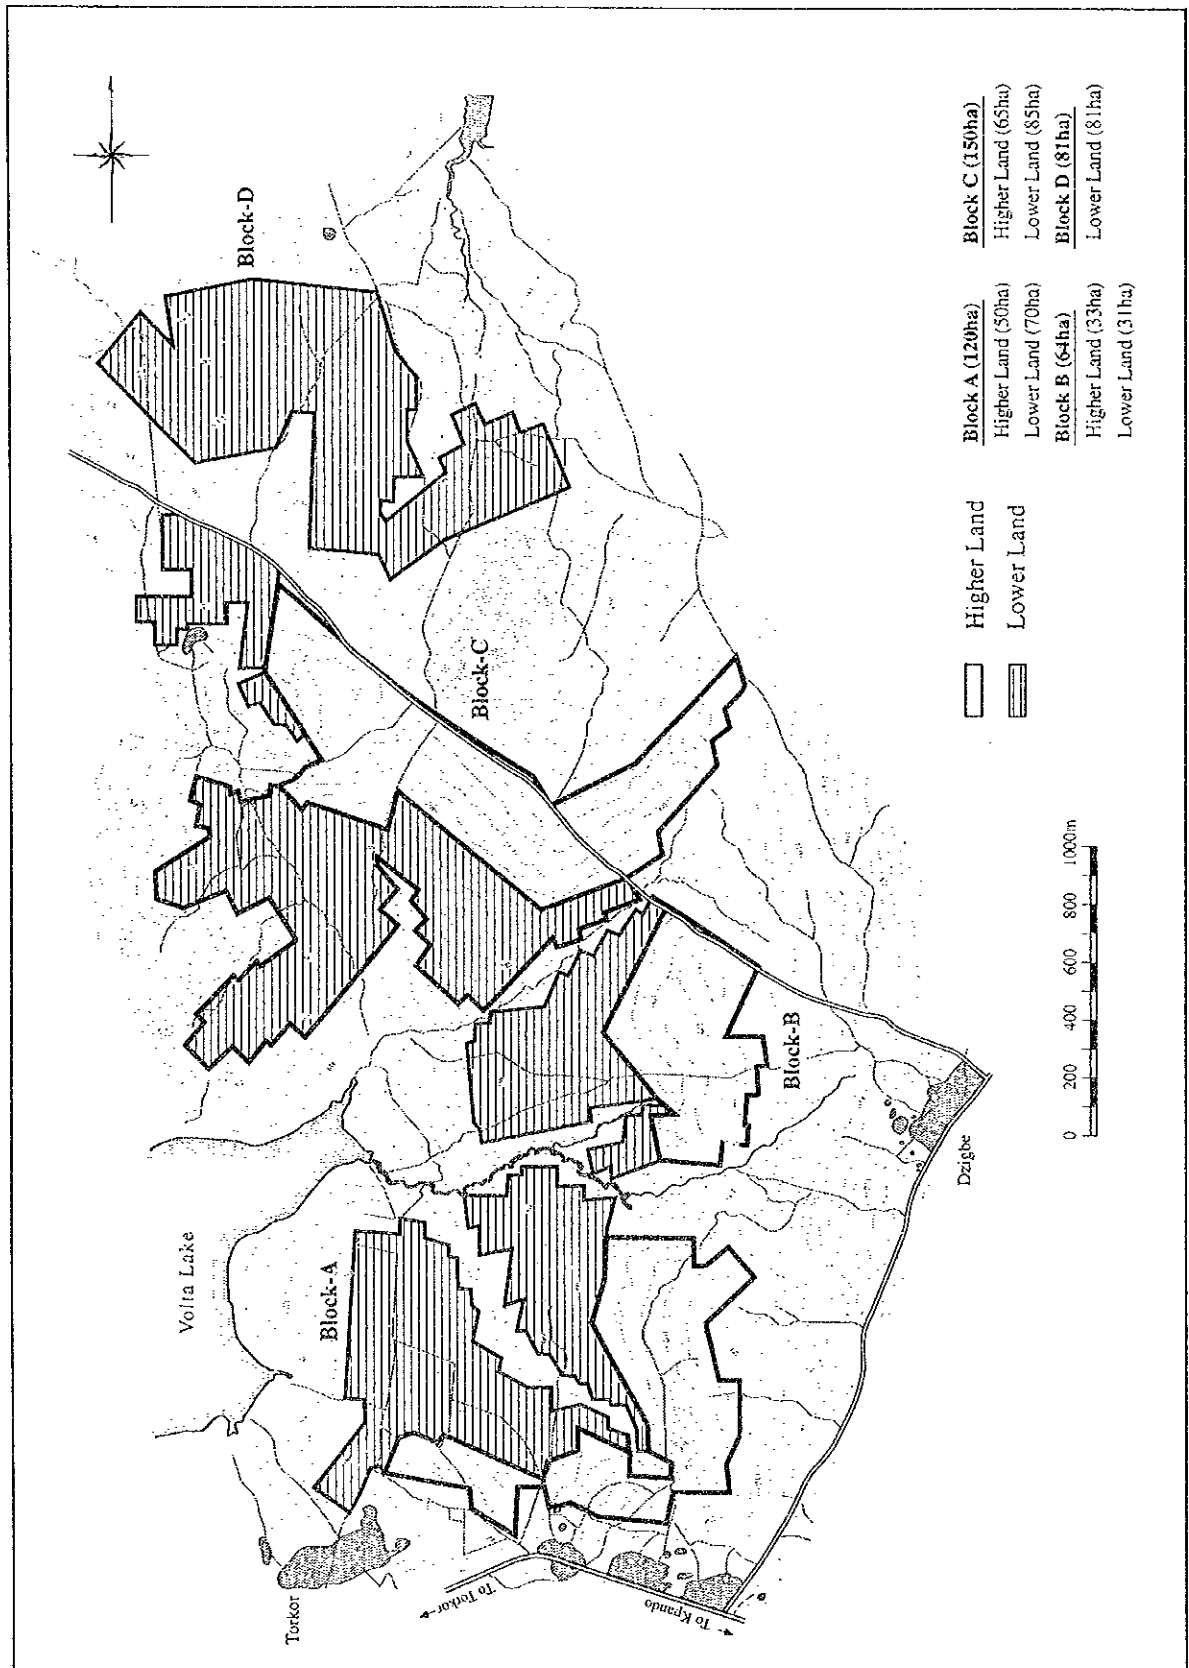 Block-D
Block-C
Volta Lake
Block-A
Block-B
Torkor
To Torkor
To Kpando
Dzigbe
0 200 400 600 800 1000m
Higher Land
Lower Land
Block A (120ha)
Higher Land (50ha)
Lower Land (70ha)
Block B (64ha)
Higher Land (33ha)
Lower Land (31ha)
Block C (150ha)
Higher Land (65ha)
Lower Land (85ha)
Block D (81ha)
Lower Land (81ha)